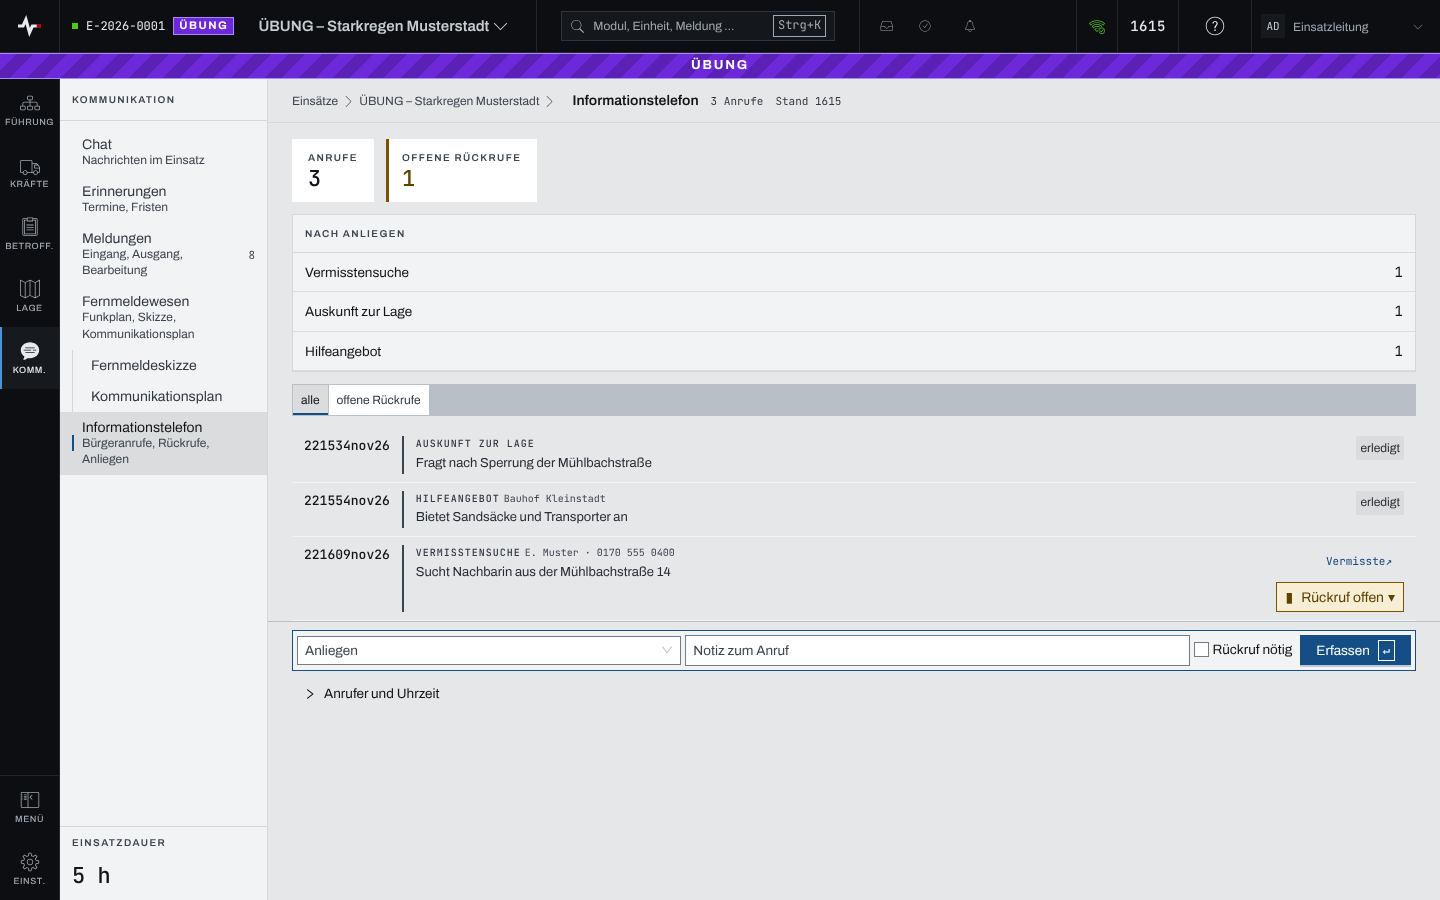 E-2026-0001 ÜBUNG ÜBUNG – Starkregen Musterstadt Modul, Einheit, Meldung ... Strg+K 1615 ? AD Einsatzleitung
ÜBUNG
FÜHRUNG
KRÄFTE
BETROFF.
LAGE
KOMM.
MENÜ
EINST.
KOMMUNIKATION
Chat
Nachrichten im Einsatz
Erinnerungen
Termine, Fristen
Meldungen
Eingang, Ausgang, 8
Bearbeitung
Fernmeldewesen
Funkplan, Skizze,
Kommunikationsplan
Fernmeldeskizze
Kommunikationsplan
Informationstelefon
Bürgeranrufe, Rückrufe,
Anliegen
EINSATZDAUER
5 h
Einsätze ÜBUNG – Starkregen Musterstadt Informationstelefon 3 Anrufe Stand 1615
ANRUFE
3
OFFENE RÜCKRUFE
1
NACH ANLIEGEN
Vermisstensuche 1
Auskunft zur Lage 1
Hilfeangebot 1
alle offene Rückrufe
221534nov26 AUSKUNFT ZUR LAGE erledigt
Fragt nach Sperrung der Mühlbachstraße
221554nov26 HILFEANGEBOT Bauhof Kleinstadt erledigt
Bietet Sandsäcke und Transporter an
221609nov26 VERMISSTENSUCHE E. Muster · 0170 555 0400 Vermisste↗
Sucht Nachbarin aus der Mühlbachstraße 14
Rückruf offen ▾
Anliegen Notiz zum Anruf Rückruf nötig Erfassen ↵
Anrufer und Uhrzeit